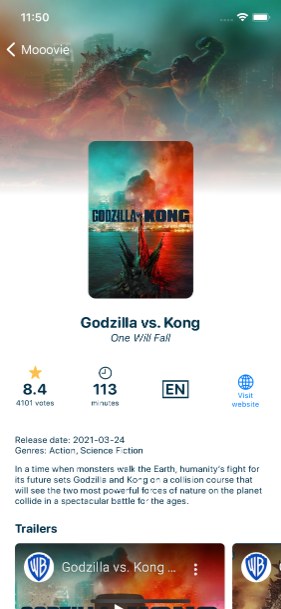 11:50
Mooovie
GODZILLA VS KONG
Godzilla vs. Kong
One Will Fall
8.4
4101 votes
113
minutes
EN
Visit
website
Release date: 2021-03-24
Genres: Action, Science Fiction
In a time when monsters walk the Earth, humanity's fight for
its future sets Godzilla and Kong on a collision course that
will see the two most powerful forces of nature on the planet
collide in a spectacular battle for the ages.
Trailers
Godzilla vs. Kong ...